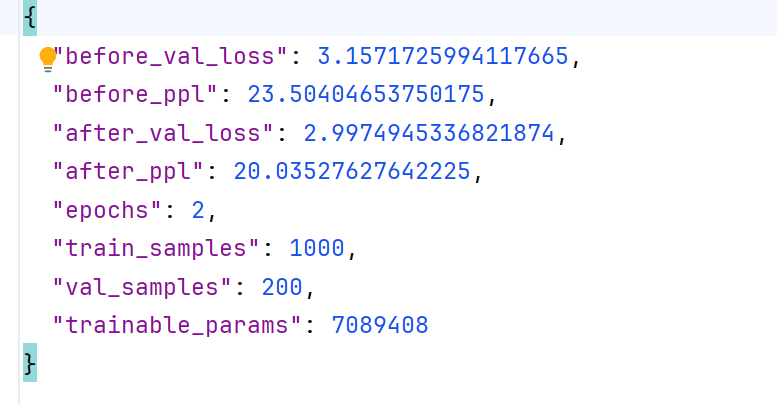 {
"before_val_loss": 3.1571725994117665,
"before_ppl": 23.50404653750175,
"after_val_loss": 2.9974945336821874,
"after_ppl": 20.03527627642225,
"epochs": 2,
"train_samples": 1000,
"val_samples": 200,
"trainable_params": 7089408
}